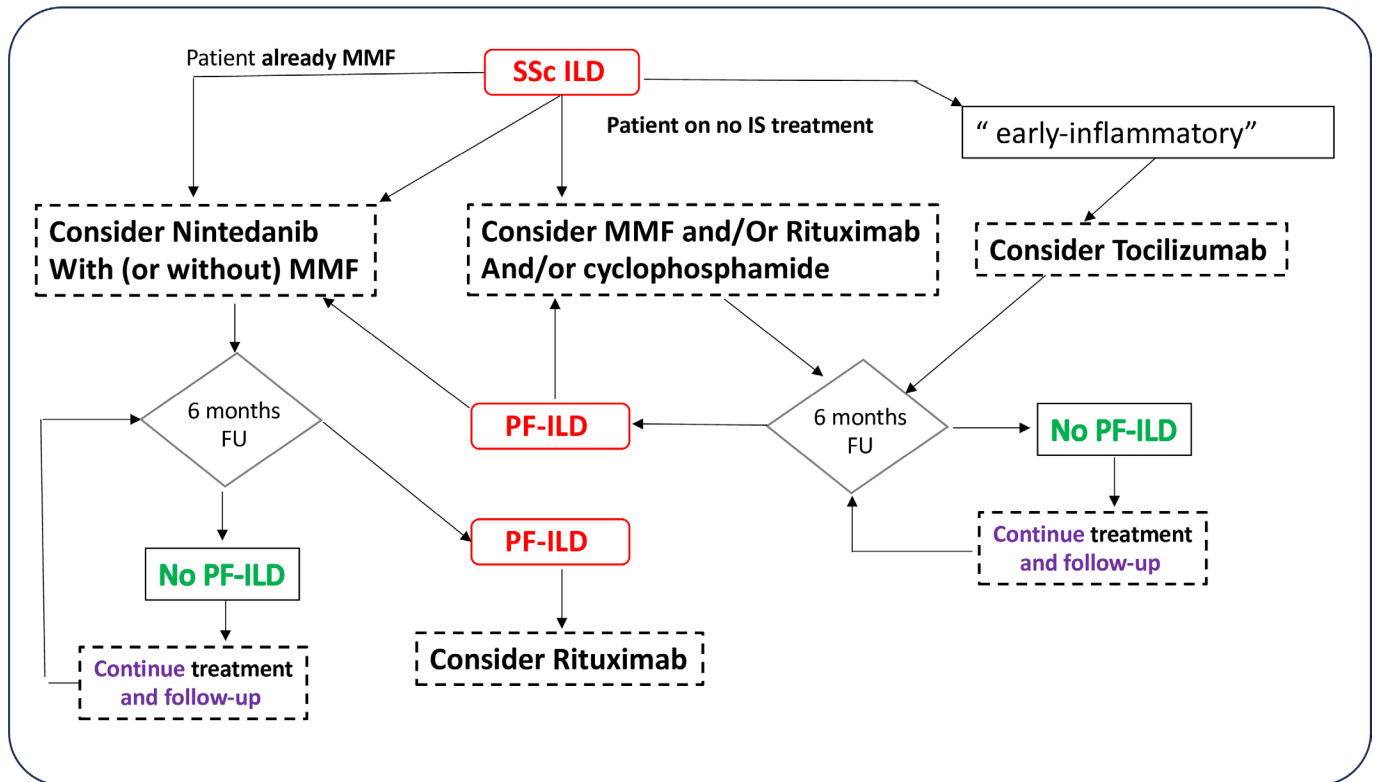 Patient already MMF
SSc ILD
Patient on no IS treatment
“ early-inflammatory”
Consider Nintedanib
With (or without) MMF
Consider MMF and/Or Rituximab
And/or cyclophosphamide
Consider Tocilizumab
6 months
FU
PF-ILD
6 months
FU
No PF-ILD
PF-ILD
Continue treatment
and follow-up
No PF-ILD
Consider Rituximab
Continue treatment
and follow-up